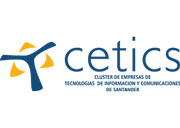 cetics
CLUSTER DE EMPRESAS DE
TECNOLOGIAS DE INFORMACION Y COMUNICACIONES
DE SANTANDER